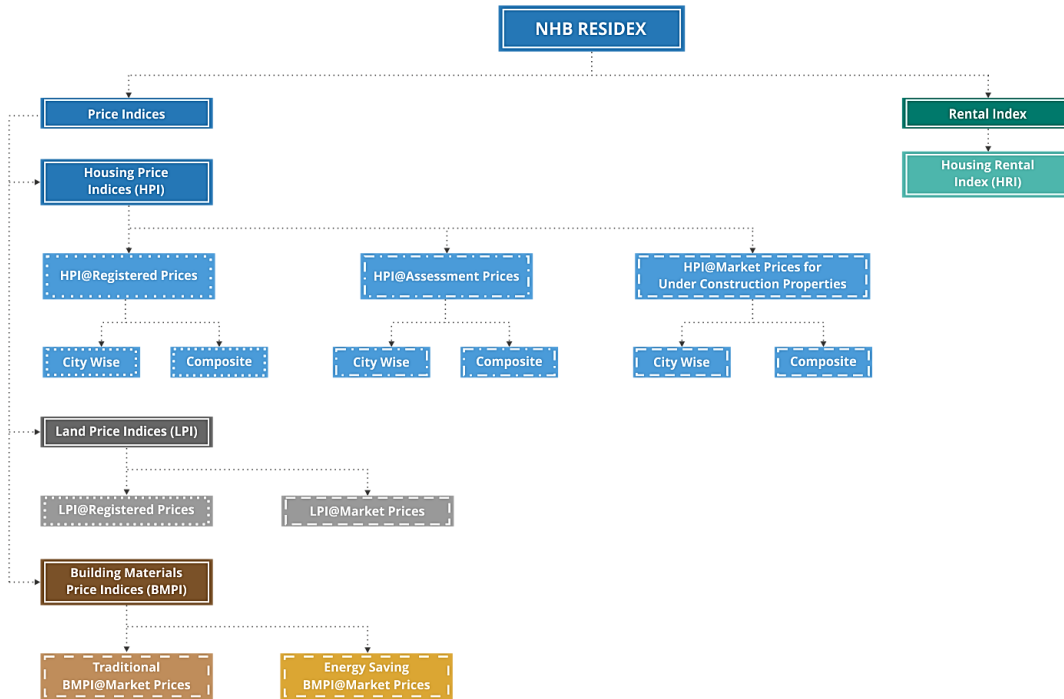 NHB RESIDEX
Price Indices
Rental Index
Housing Price
Indices (HPI)
Housing Rental
Index (HRI)
HPI@Registered Prices
HPI@Assessment Prices
HPI@Market Prices for
Under Construction Properties
City Wise
Composite
City Wise
Composite
City Wise
Composite
Land Price Indices (LPI)
LPI@Registered Prices
LPI@Market Prices
Building Materials
Price Indices (BMPI)
Traditional
BMPI@Market Prices
Energy Saving
BMPI@Market Prices